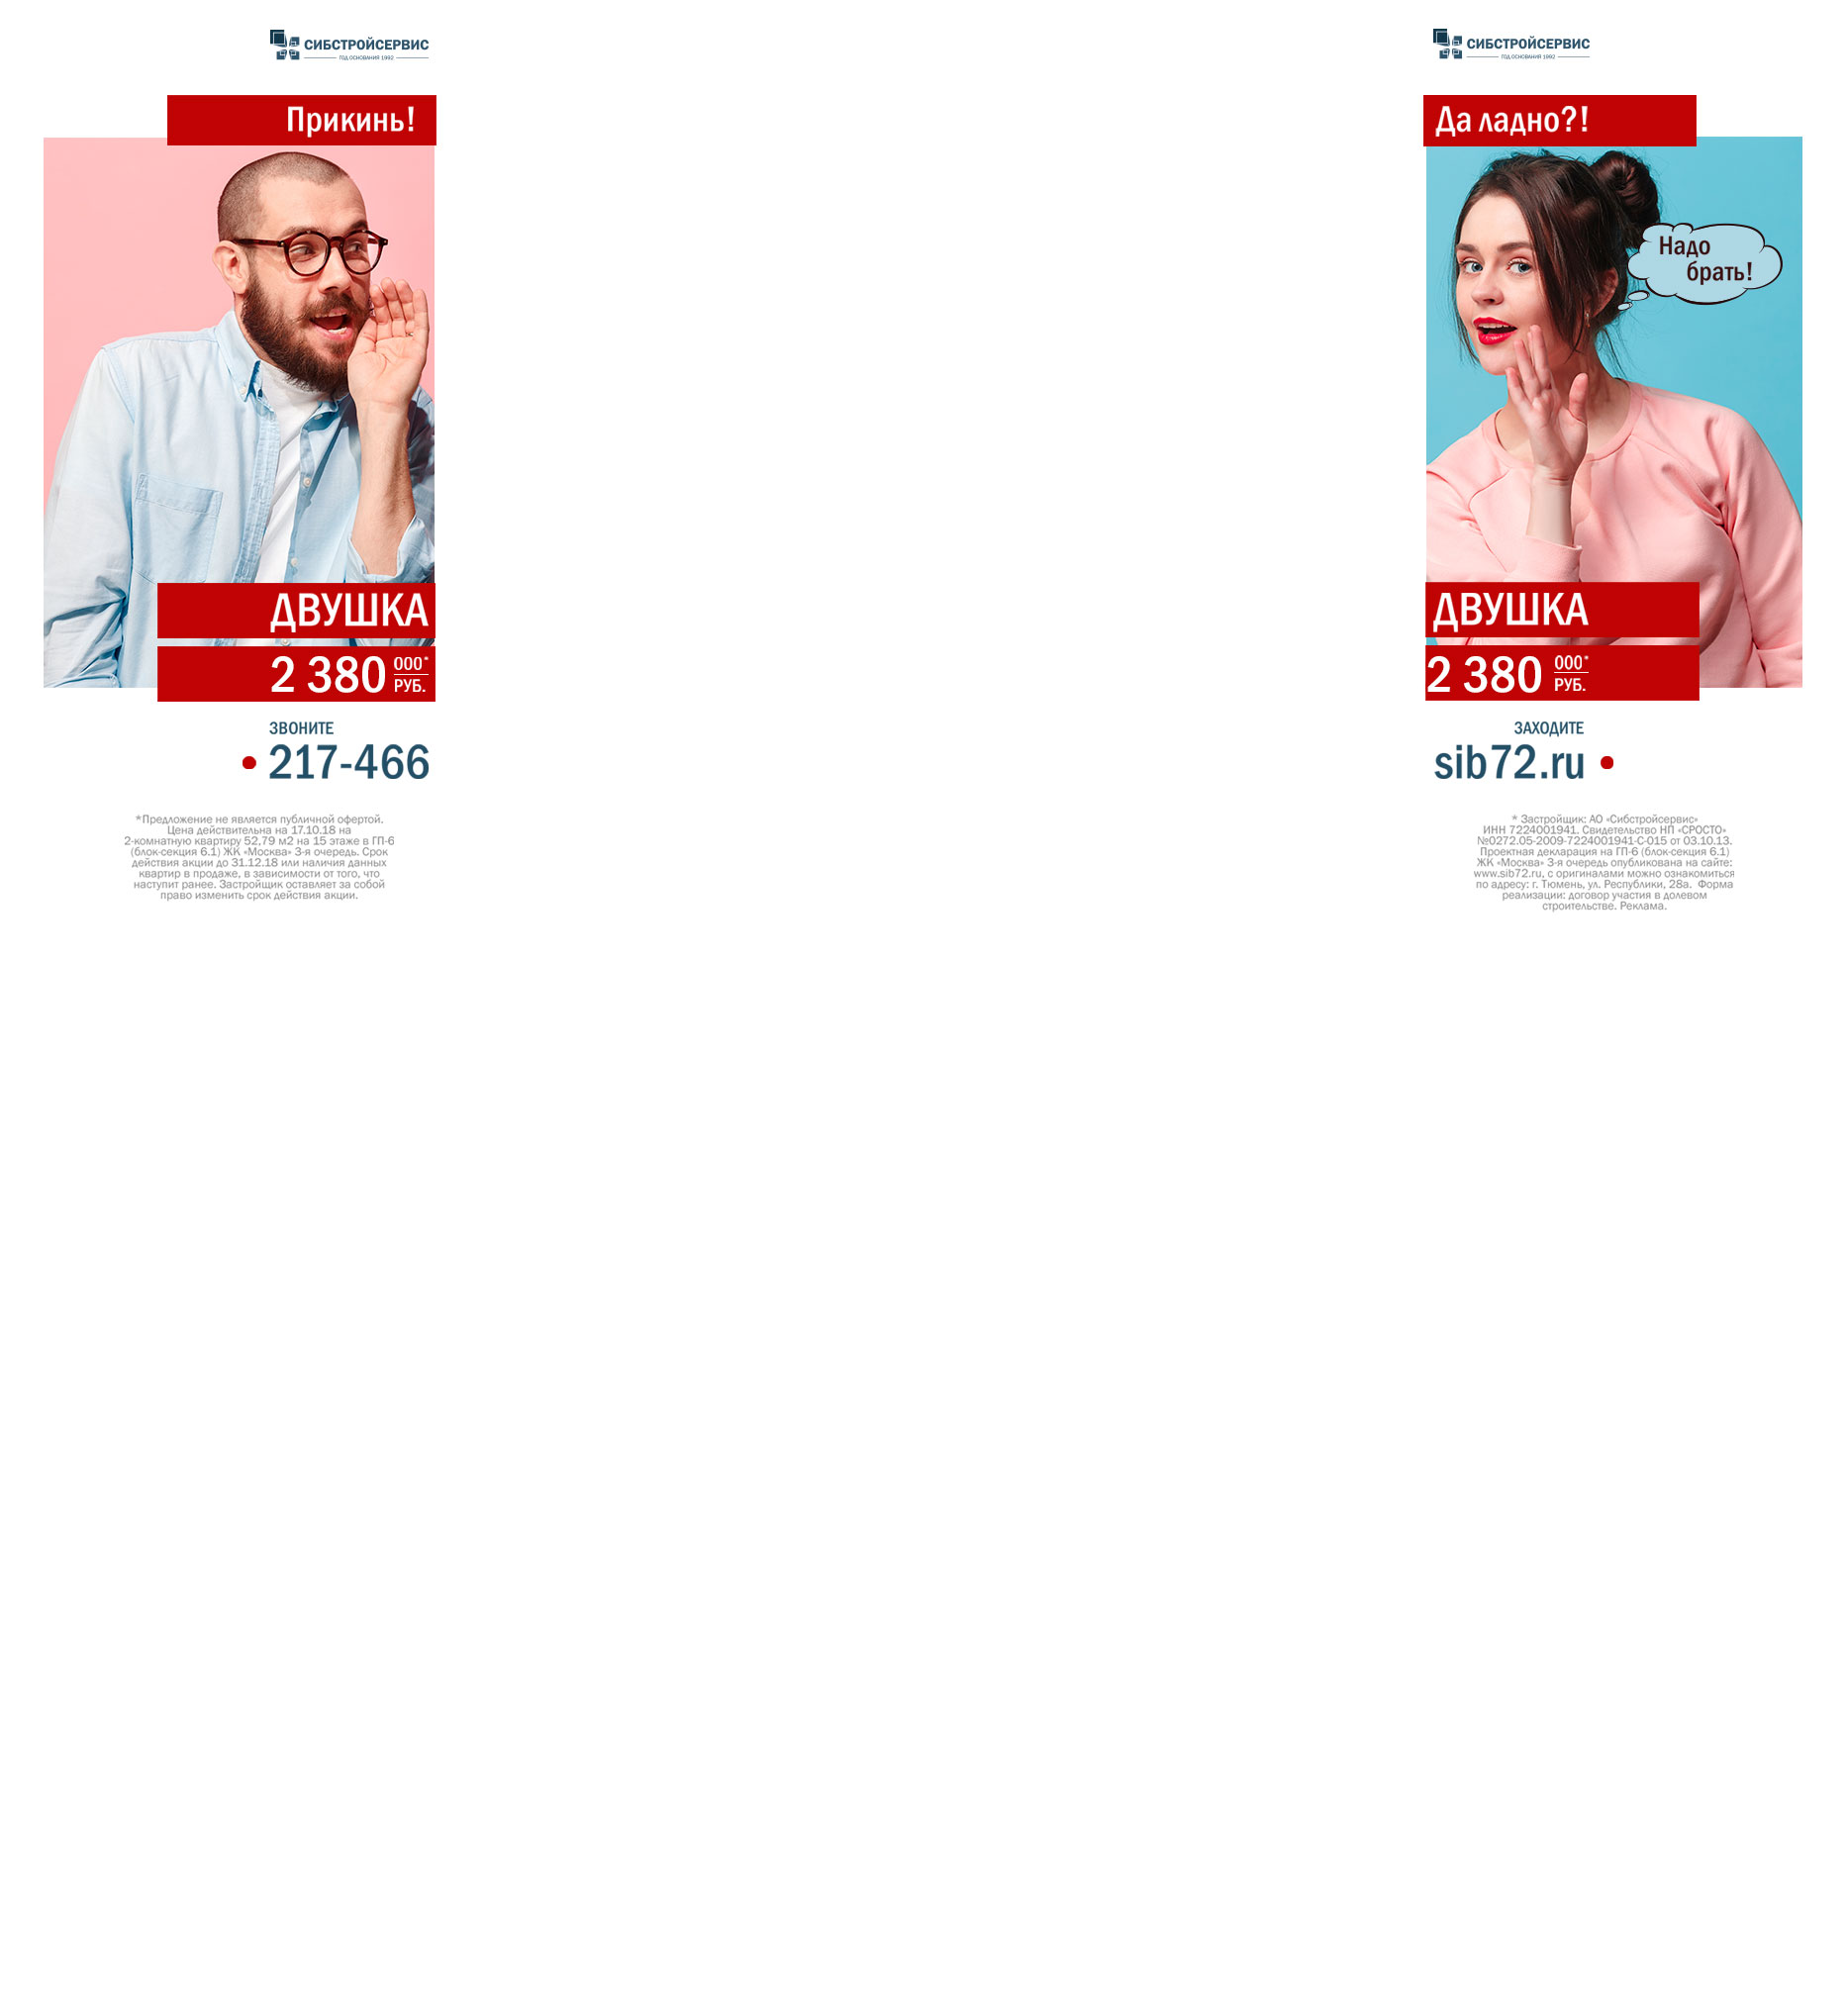 СИБСТРОЙСЕРВИС
ГОД ОСНОВАНИЯ 1992
Прикинь!
ДВУШКА
2 380 000*
РУБ.
ЗВОНИТЕ
217-466
*Предложение не является публичной офертой.
Цена действительна на 17.10.18 на
2-комнатную квартиру 52,79 м2 на 15 этаже в ГП-6
(блок-секция 6.1) ЖК «Москва» 3-я очередь. Срок
действия акции до 31.12.18 или наличия данных
квартир в продаже, в зависимости от того, что
наступит ранее. Застройщик оставляет за собой
право изменить срок действия акции.
СИБСТРОЙСЕРВИС
ГОД ОСНОВАНИЯ 1992
Да ладно?!
Надо
брать!
ДВУШКА
2 380 000*
РУБ.
ЗАХОДИТЕ
sib72.ru
* Застройщик: АО «Сибстройсервис»
ИНН 7224001941. Свидетельство НП «СРОСТО»
№0272.05-2009-7224001941-С-015 от 03.10.13.
Проектная декларация на ГП-6 (блок-секция 6.1)
ЖК «Москва» 3-я очередь опубликована на сайте:
www.sib72.ru, с оригиналами можно ознакомиться
по адресу: г. Тюмень, ул. Республики, 28а. Форма
реализации: договор участия в долевом
строительстве. Реклама.